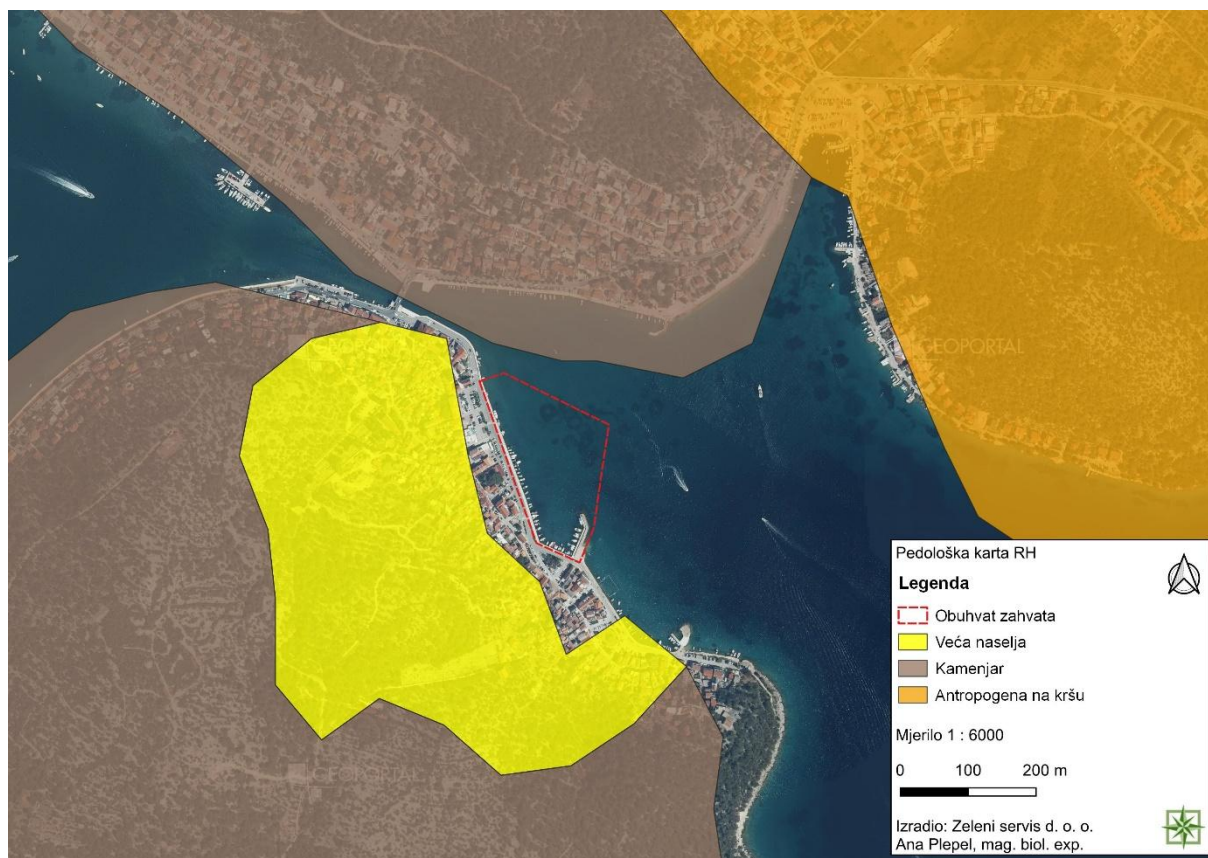 GEOPORTAL
Pedološka karta RH
Legenda
Obuhvat zahvata
Veća naselja
Kamenjar
Antropogena na kršu
Mjerilo 1 : 6000
0 100 200 m
Izradio: Zeleni servis d. o. o.
Ana Plepel, mag. biol. exp.
GEOPORTAL